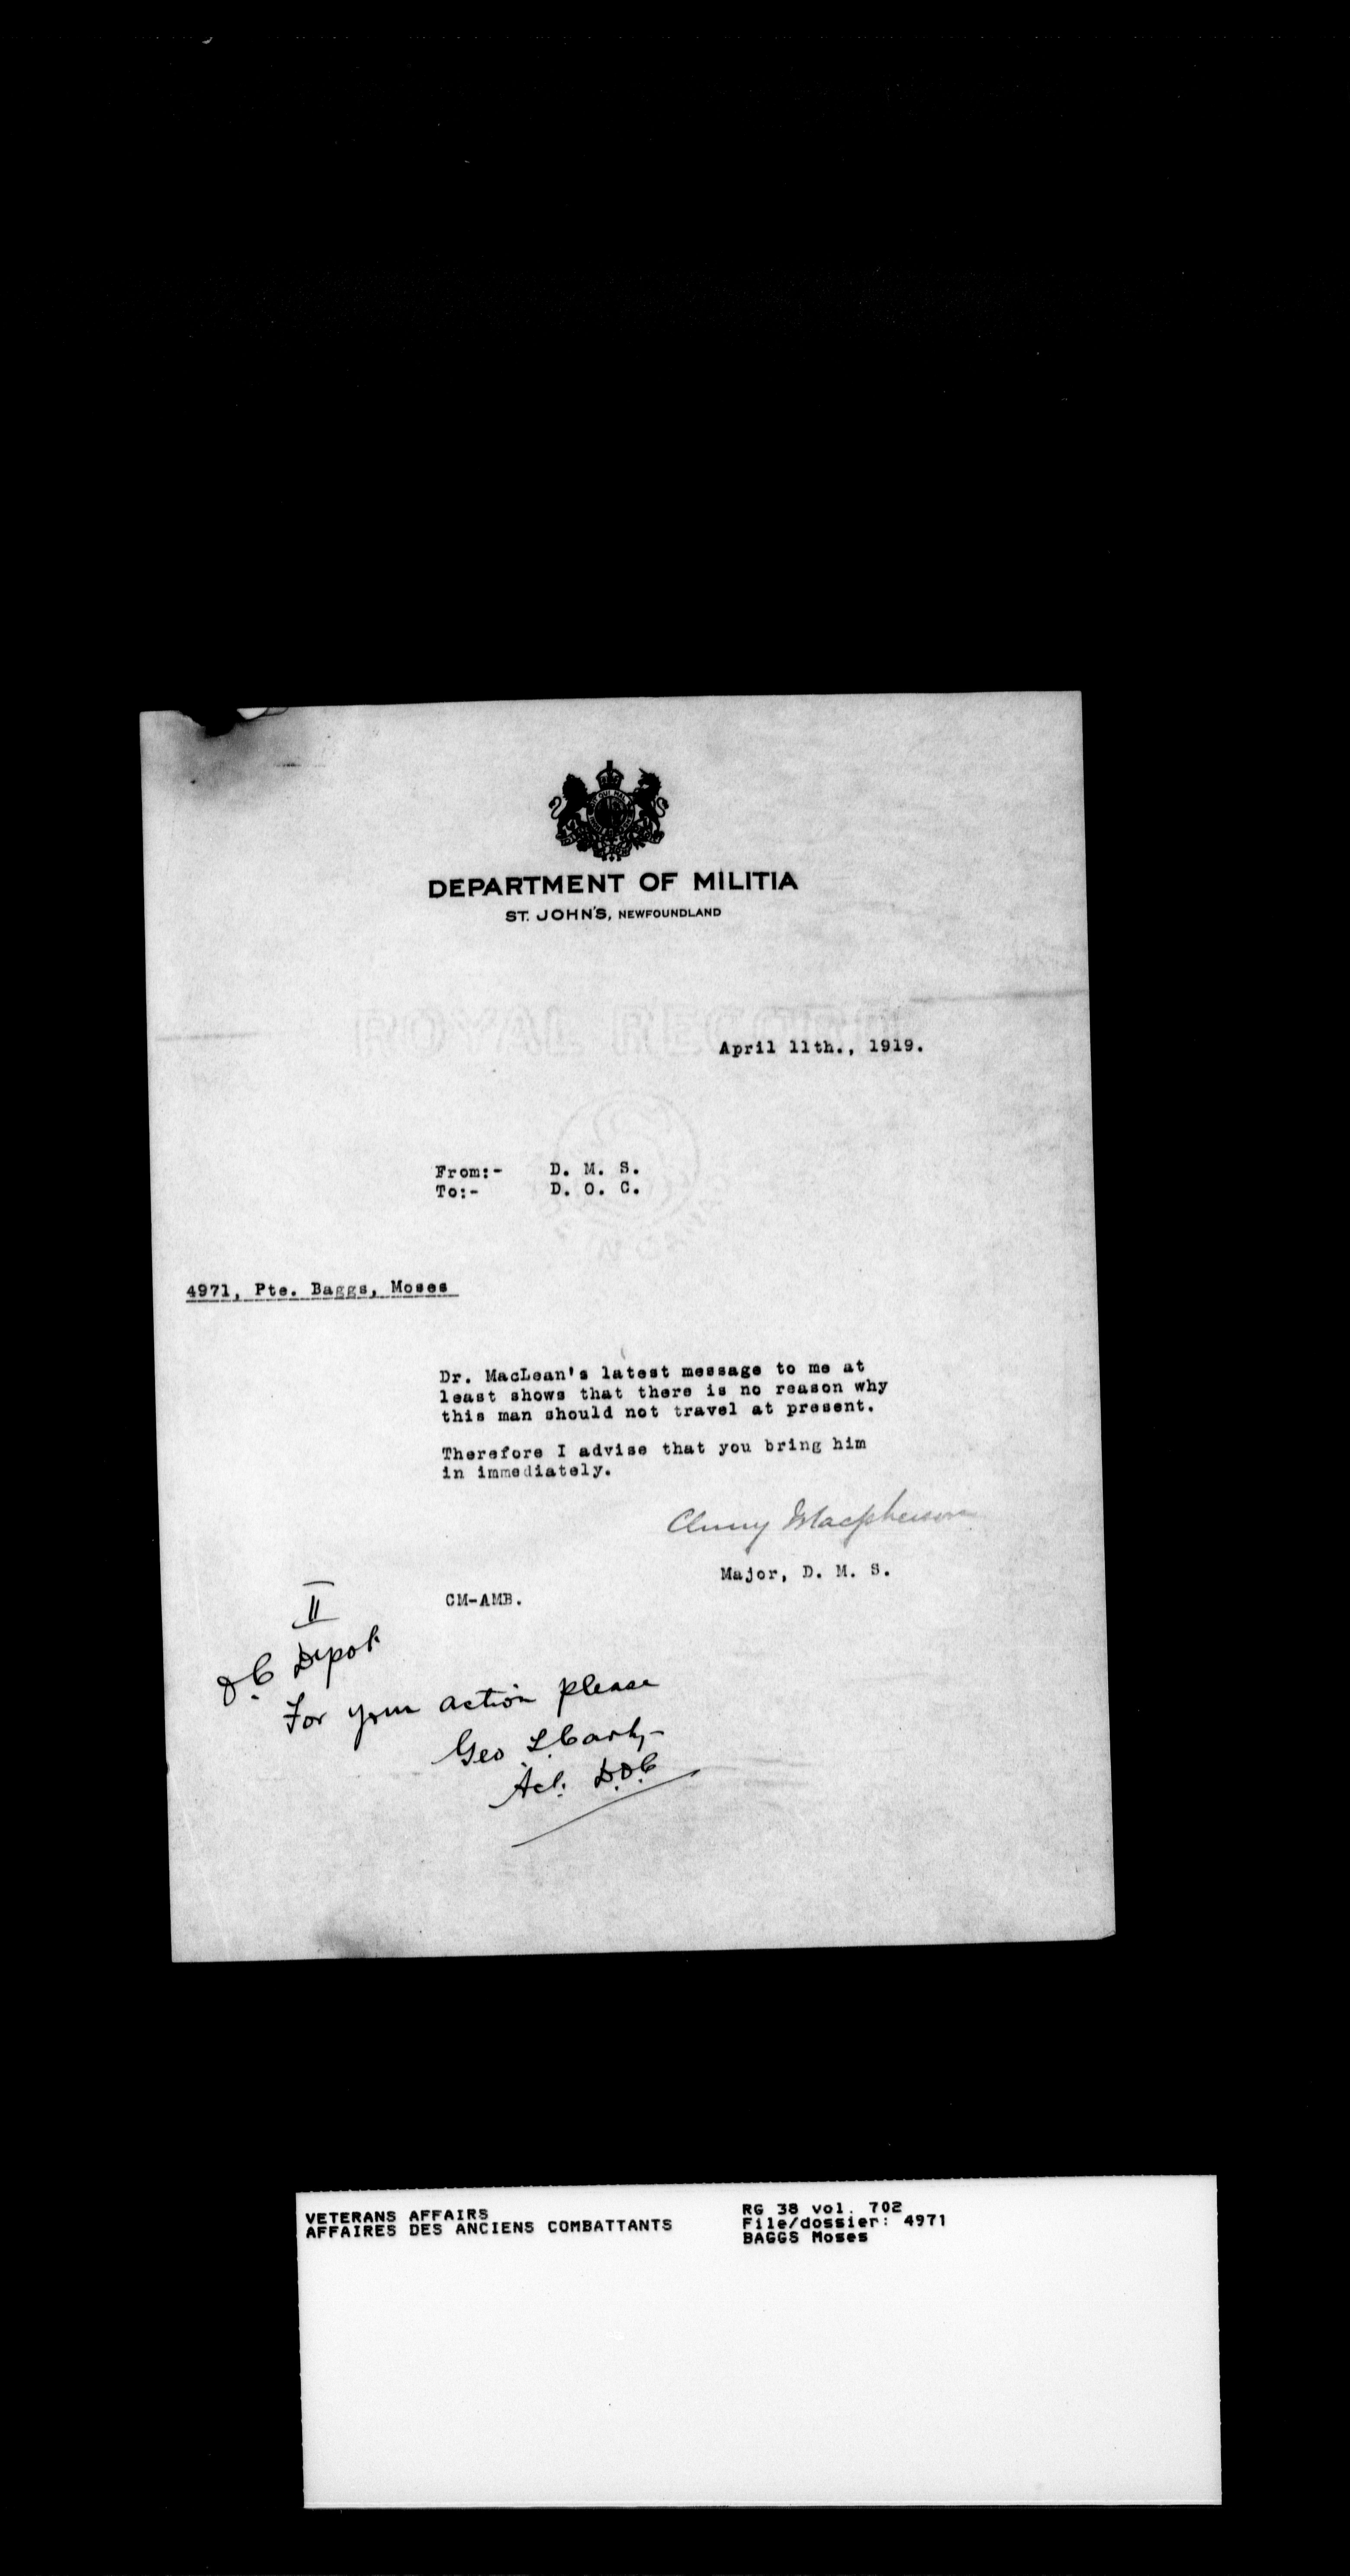 DEPARTMENT OF MILITIA
ST. JOHN'S, NEWFOUNDLAND
ROYAL RECORD
April 11th., 1919.
From:- D. M. S.
To:- D. O. C.
4971, Pte. Baggs, Moses
Dr. MacLean's latest message to me at
least shows that there is no reason why
this man should not travel at present.
Therefore I advise that you bring him
in immediately.
Cluny Macpherson
Major, D. M. S.
CM-AMB.
II
O.C Depot
For your action please
Geo L. Carty
Act. D.O.C
VETERANS AFFAIRS
AFFAIRES DES ANCIENS COMBATTANTS
RG 38 vol. 702
File/dossier: 4971
BAGGS Moses